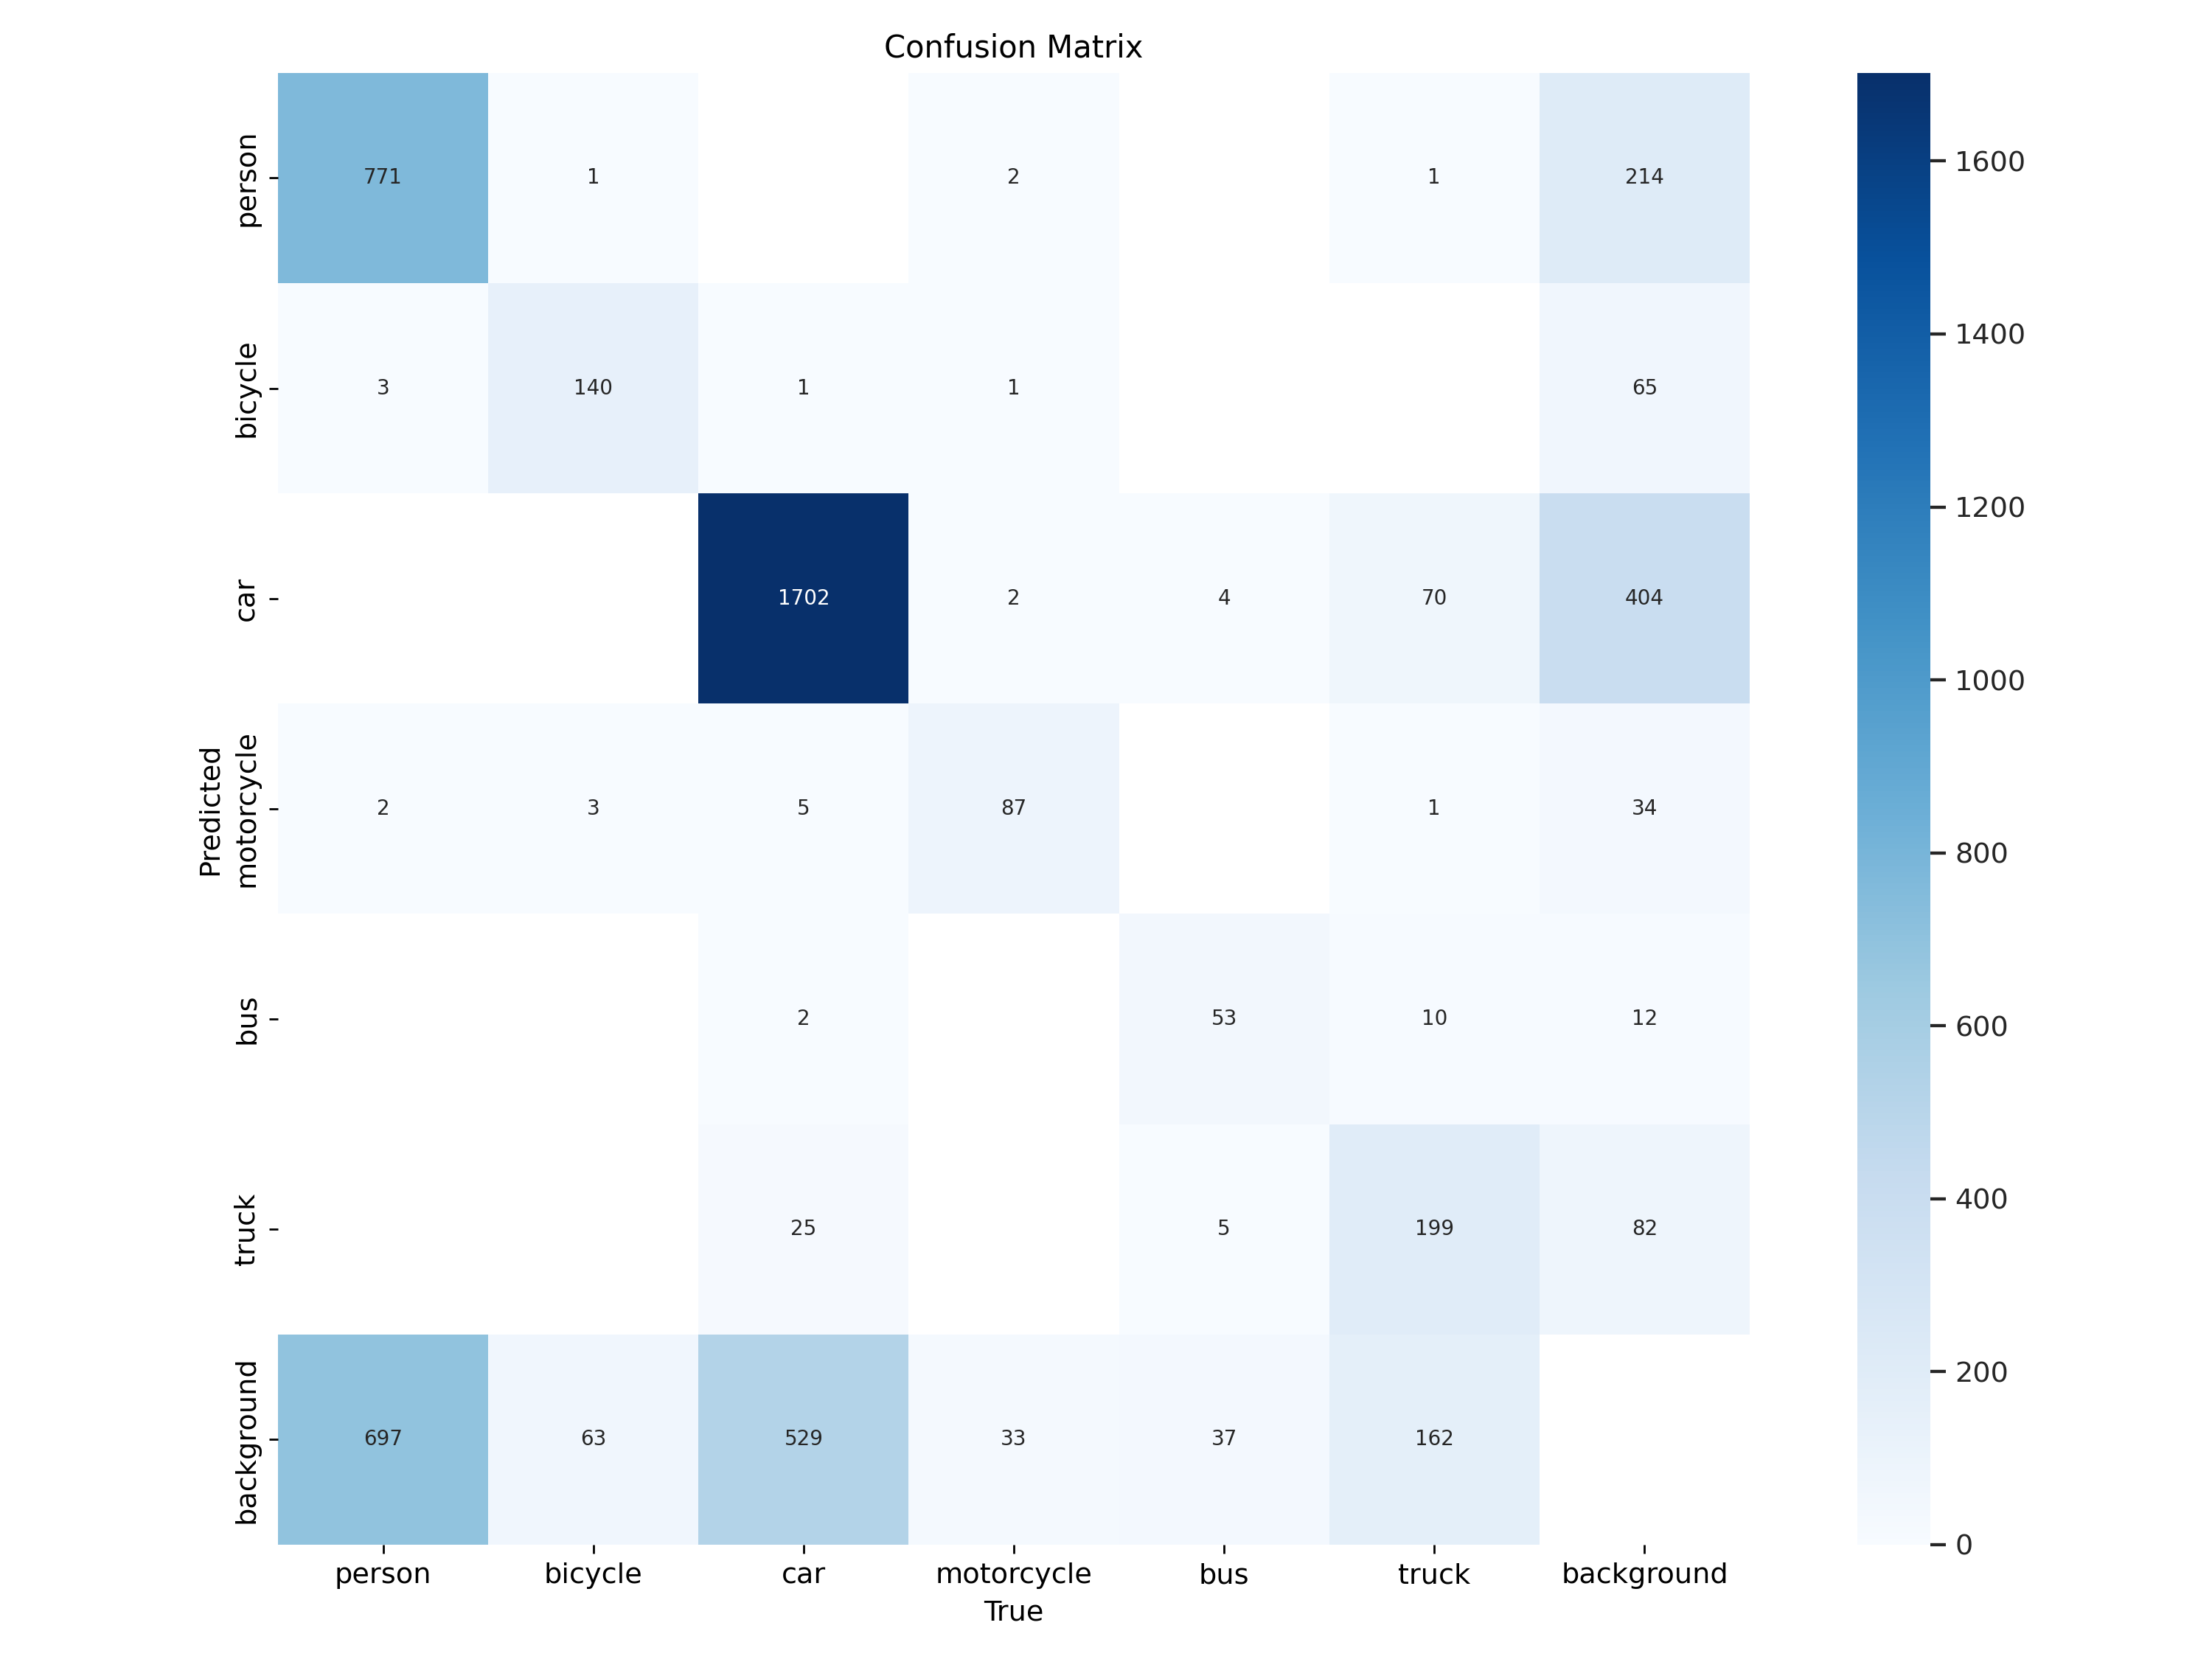 Confusion Matrix
person
771 1 2 1 214
bicycle
3 140 1 1 65
car
1702 2 4 70 404
motorcycle
2 3 5 87 1 34
bus
2 53 10 12
truck
25 5 199 82
background
697 63 529 33 37 162
Predicted
person bicycle car motorcycle bus truck background
True
1600
1400
1200
1000
800
600
400
200
0